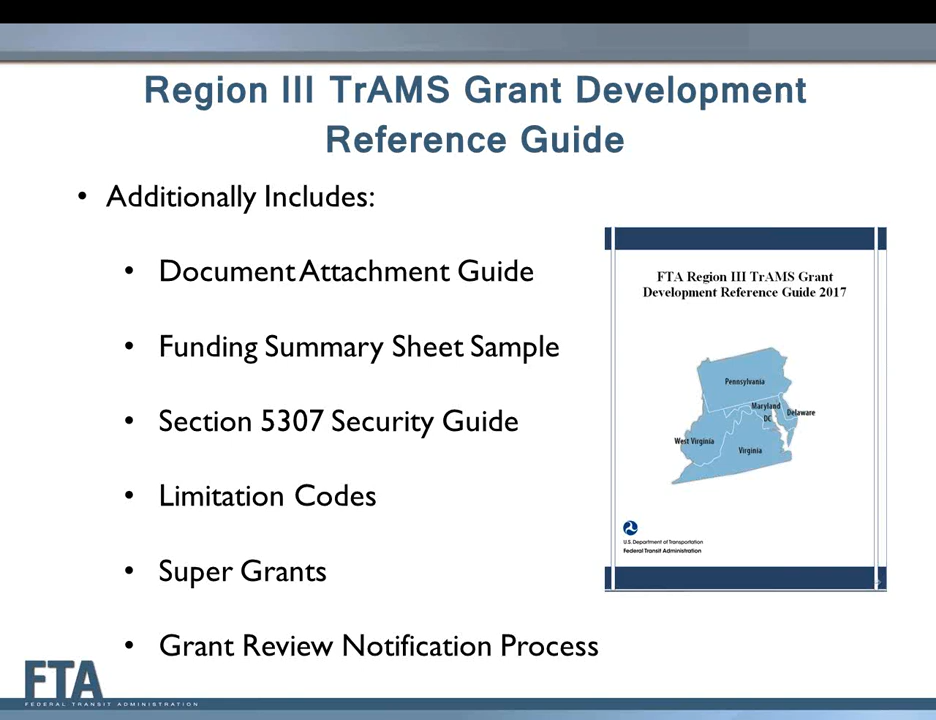 Region III TrAMS Grant Development
Reference Guide
• Additionally Includes:
• Document Attachment Guide
• Funding Summary Sheet Sample
• Section 5307 Security Guide
• Limitation Codes
• Super Grants
• Grant Review Notification Process
FTA Region III TrAMS Grant
Development Reference Guide 2017
Pennsylvania
Maryland
DC
Delaware
West Virginia
Virginia
U.S. Department of Transportation
Federal Transit Administration
FTA
FEDERAL TRANSIT ADMINISTRATION